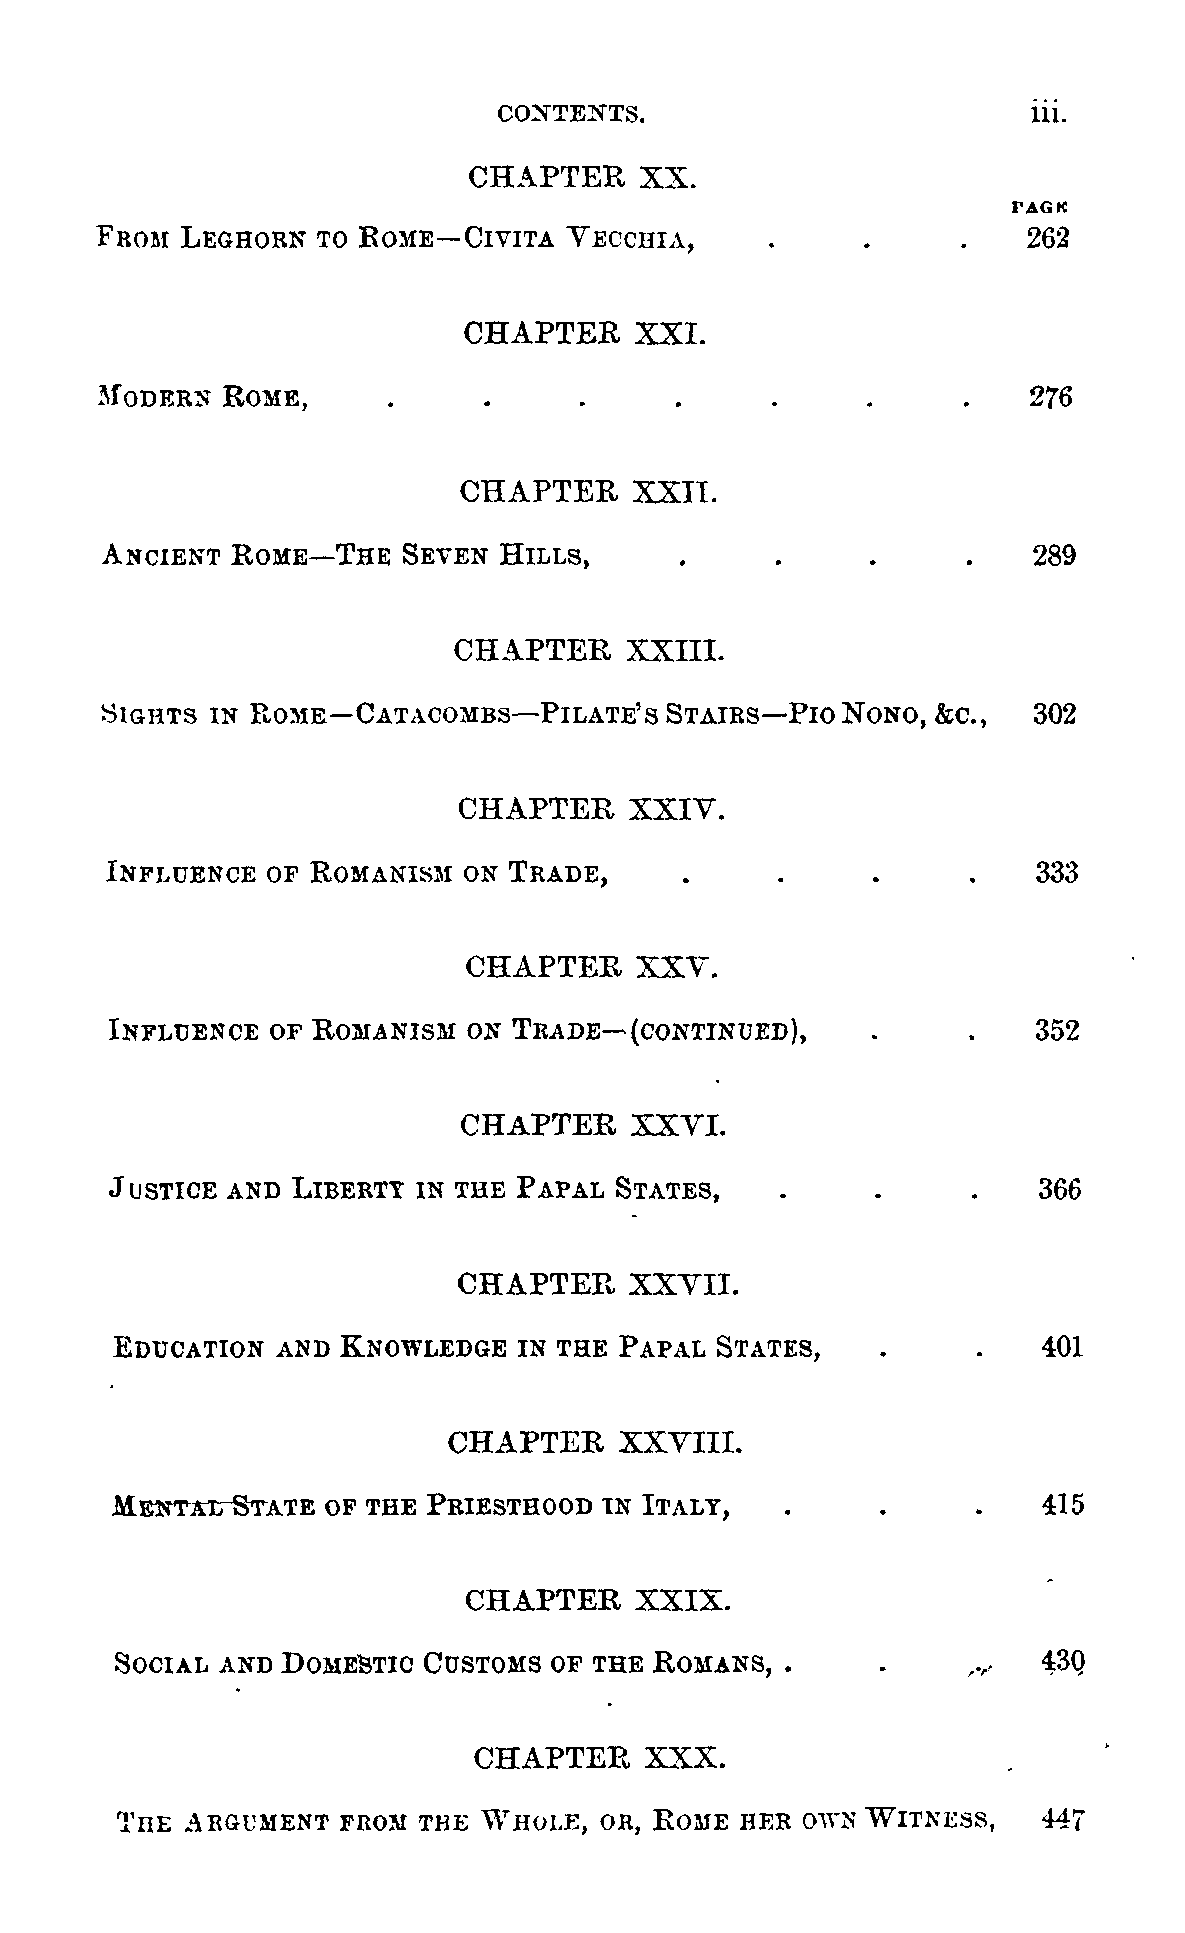 CONTENTS. iii.
CHAPTER XX.
PAGE
FROM LEGHORN TO ROME—CIVITA VECCHIA, . . . 262
CHAPTER XXI.
MODERN ROME, . . . . . . . 276
CHAPTER XXII.
ANCIENT ROME—THE SEVEN HILLS, . . . . 289
CHAPTER XXIII.
SIGHTS IN ROME—CATACOMBS—PILATE'S STAIRS—PIO NONO, &C., 302
CHAPTER XXIV.
INFLUENCE OF ROMANISM ON TRADE, . . . . 333
CHAPTER XXV.
INFLUENCE OF ROMANISM ON TRADE—(CONTINUED), . . 352
CHAPTER XXVI.
JUSTICE AND LIBERTY IN THE PAPAL STATES, . . . 366
CHAPTER XXVII.
EDUCATION AND KNOWLEDGE IN THE PAPAL STATES, . . 401
CHAPTER XXVIII.
MENTAL STATE OF THE PRIESTHOOD IN ITALY, . . . 415
CHAPTER XXIX.
SOCIAL AND DOMESTIC CUSTOMS OF THE ROMANS, . . . 430
CHAPTER XXX.
THE ARGUMENT FROM THE WHOLE, OR, ROME HER OWN WITNESS, 447